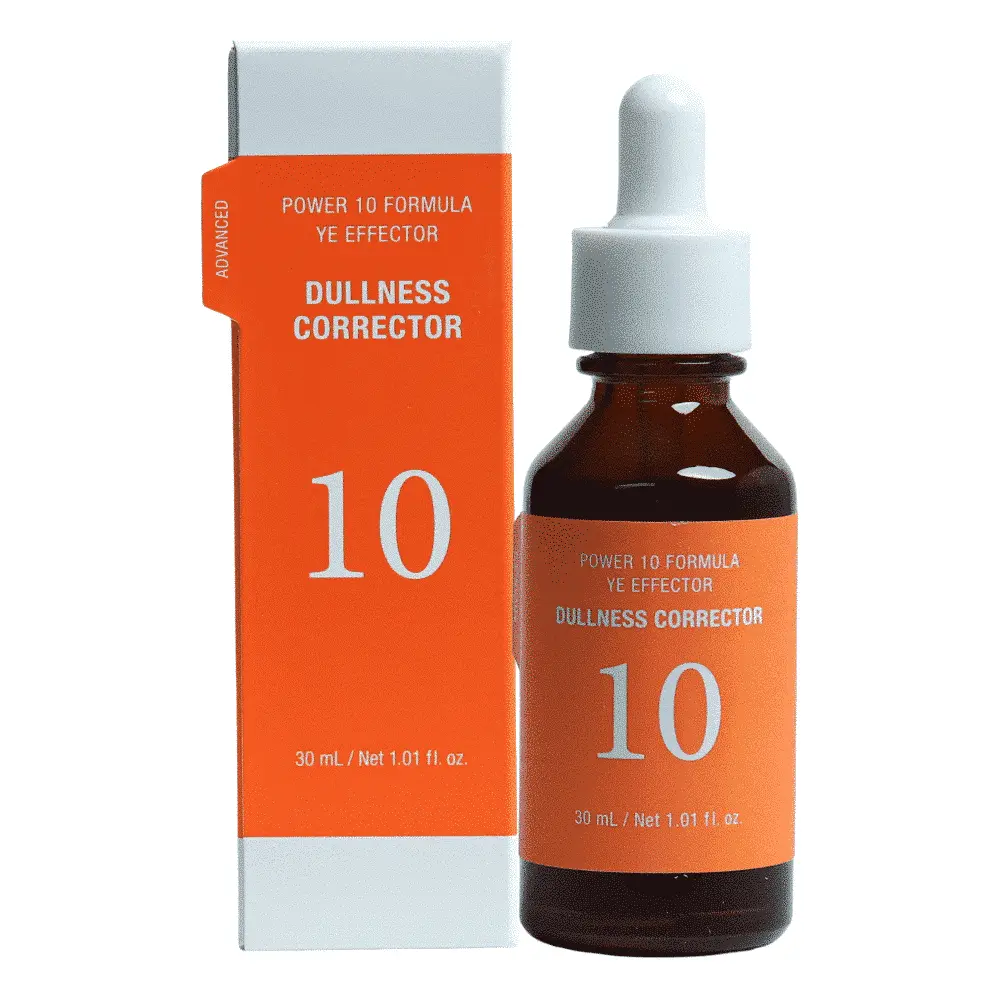 ADVANCED
POWER 10 FORMULA
YE EFFECTOR
DULLNESS
CORRECTOR
10
30 mL / Net 1.01 fl. oz.
POWER 10 FORMULA
YE EFFECTOR
DULLNESS CORRECTOR
10
30 mL / Net 1.01 fl. oz.